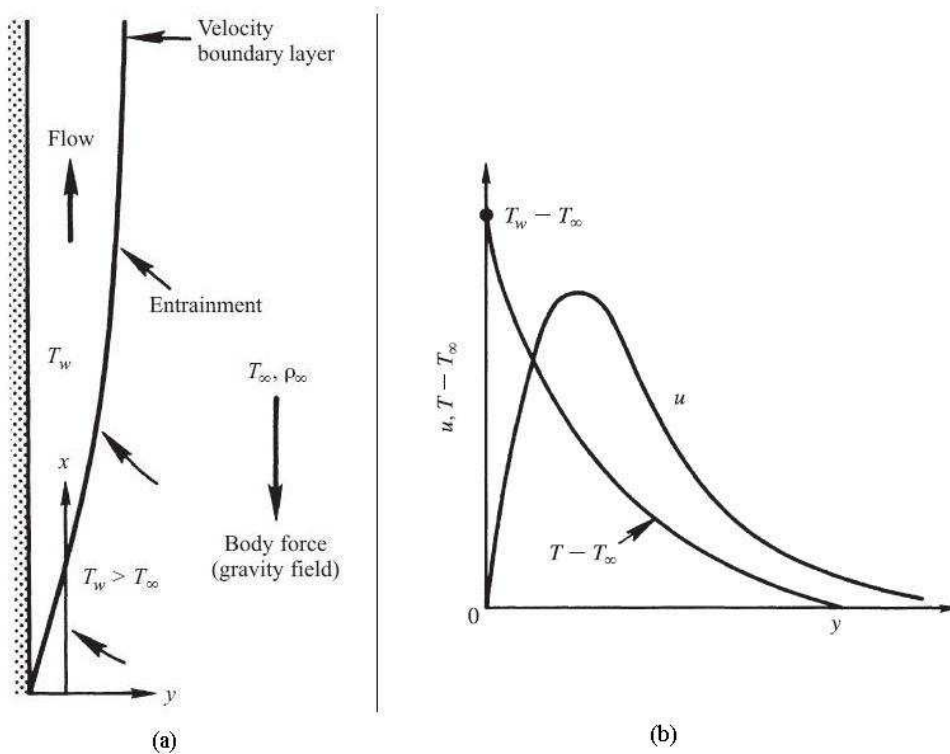 Velocity
boundary layer
Flow
Entrainment
T_w
T_∞, ρ_∞
x
Body force
(gravity field)
T_w > T_∞
y
(a)
T_w − T_∞
u, T − T_∞
u
T − T_∞
0
y
(b)